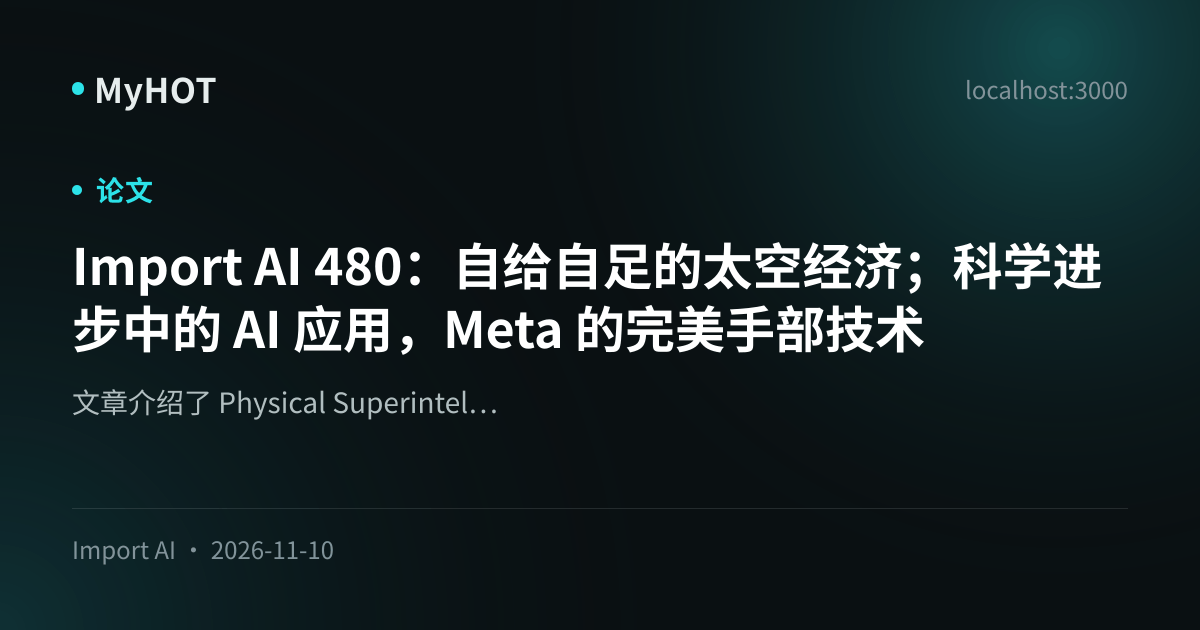 MyHOT
localhost:3000
论文
Import AI 480：自给自足的太空经济；科学进
步中的 AI 应用，Meta 的完美手部技术
文章介绍了 Physical Superintel…
Import AI · 2026-11-10